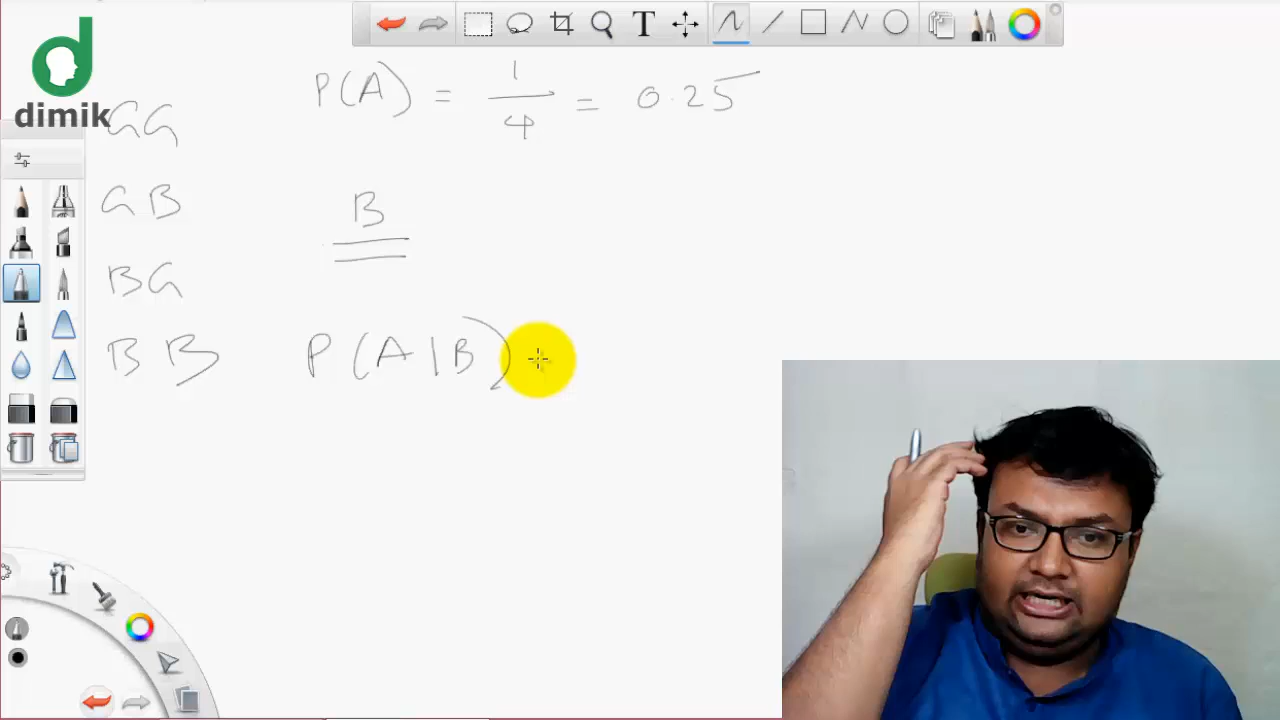 dimik
T
P(A) = 1/4 = 0.25
GG
GB
B
BG
BB
P(A|B)